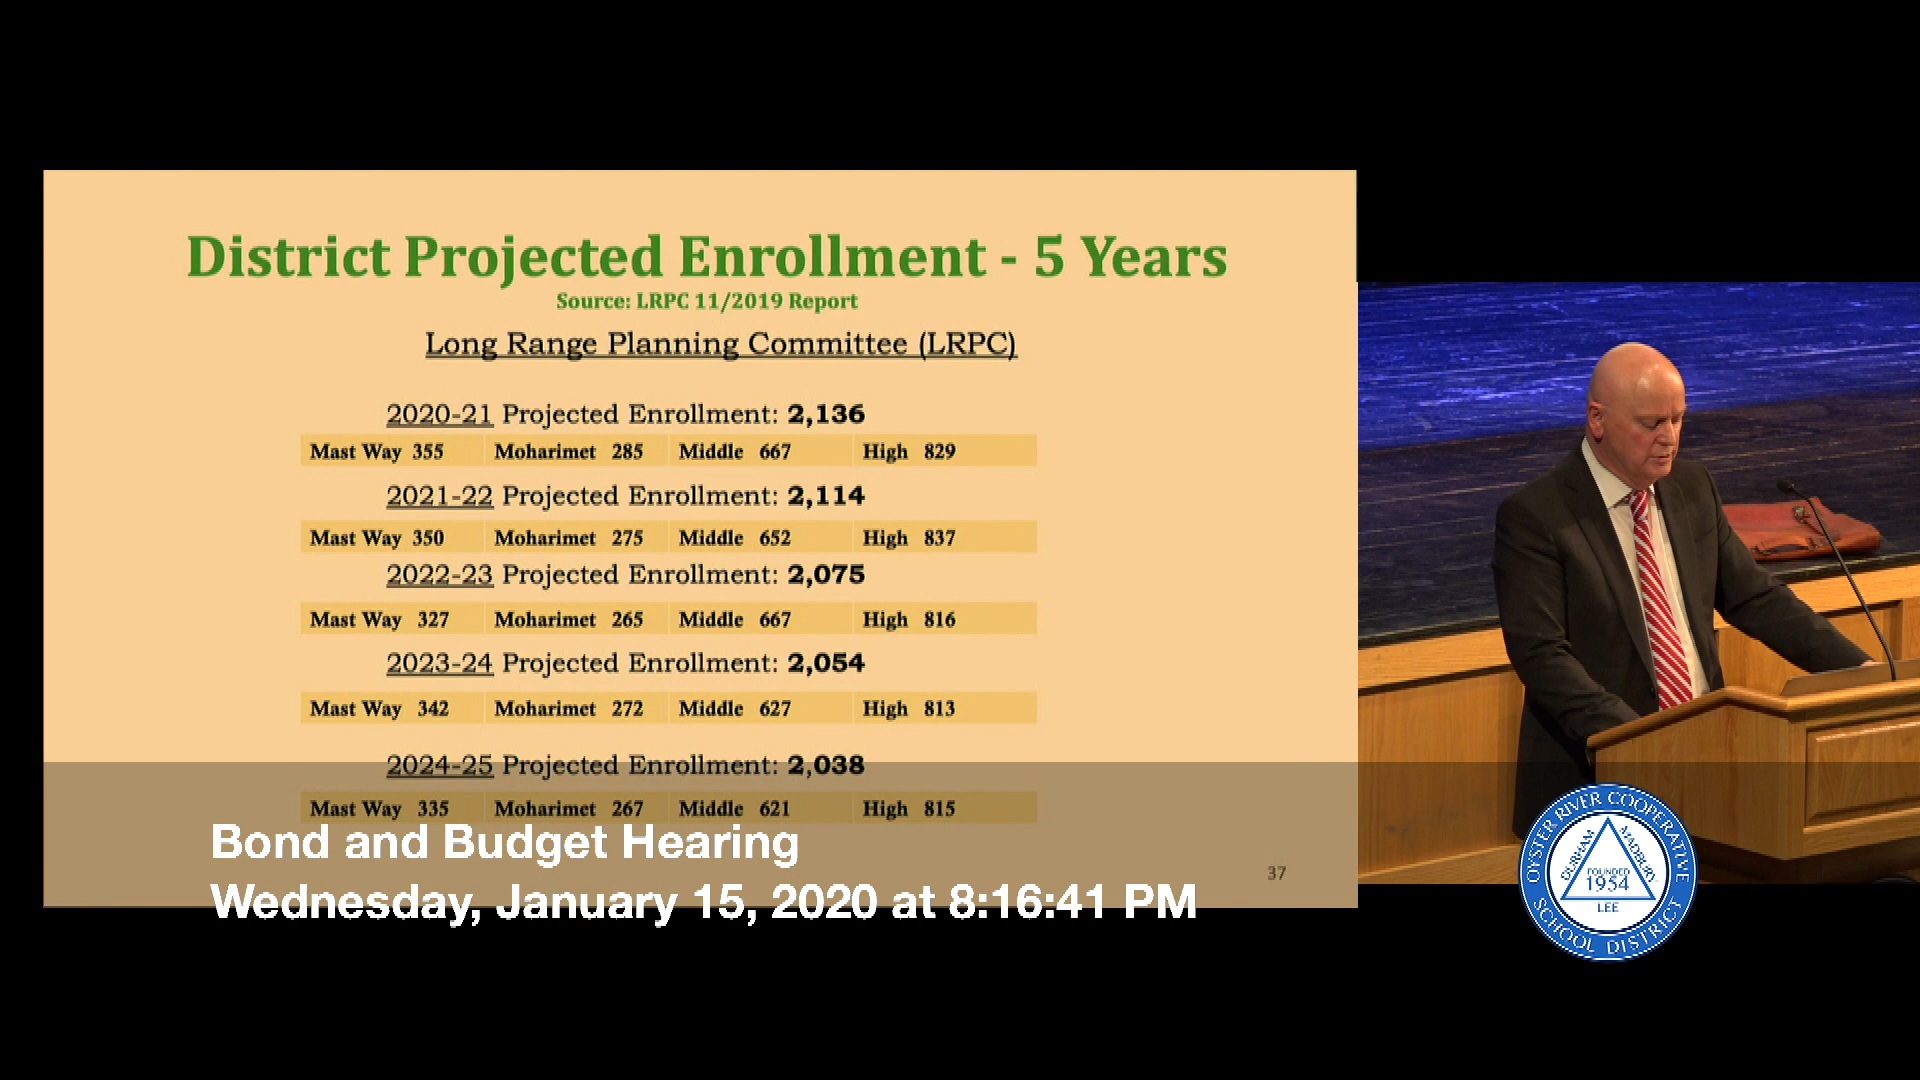 District Projected Enrollment - 5 Years
Source: LRPC 11/2019 Report
Long Range Planning Committee (LRPC)
2020-21 Projected Enrollment: 2,136
Mast Way 355 Moharimet 285 Middle 667 High 829
2021-22 Projected Enrollment: 2,114
Mast Way 350 Moharimet 275 Middle 652 High 837
2022-23 Projected Enrollment: 2,075
Mast Way 327 Moharimet 265 Middle 667 High 816
2023-24 Projected Enrollment: 2,054
Mast Way 342 Moharimet 272 Middle 627 High 813
2024-25 Projected Enrollment: 2,038
Mast Way 335 Moharimet 267 Middle 621 High 815
37
Bond and Budget Hearing
Wednesday, January 15, 2020 at 8:16:41 PM
OYSTER RIVER COOPERATIVE
DURHAM
MADBURY
FOUNDED
1954
LEE
SCHOOL DISTRICT